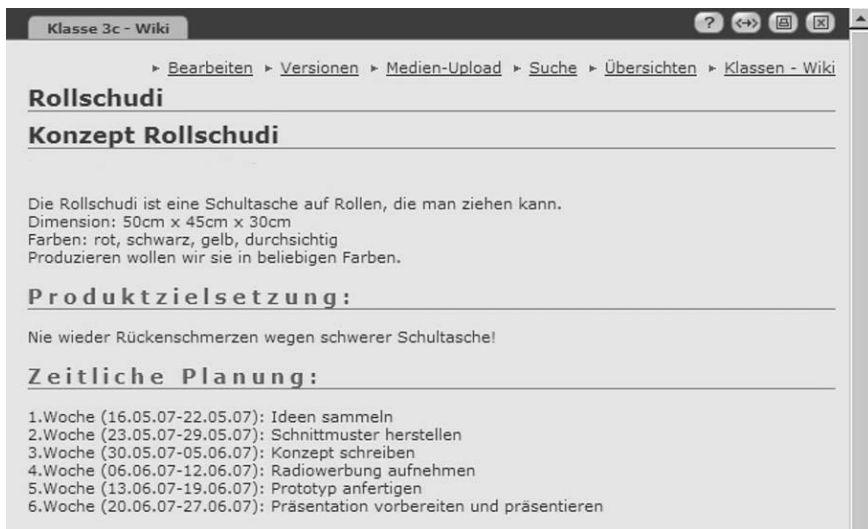 Klasse 3c - Wiki
?
Bearbeiten Versionen Medien-Upload Suche Übersichten Klassen - Wiki
Rollschudi
Konzept Rollschudi
Die Rollschudi ist eine Schultasche auf Rollen, die man ziehen kann.
Dimension: 50cm x 45cm x 30cm
Farben: rot, schwarz, gelb, durchsichtig
Produzieren wollen wir sie in beliebigen Farben.
Produktzielsetzung:
Nie wieder Rückenschmerzen wegen schwerer Schultasche!
Zeitliche Planung:
1.Woche (16.05.07-22.05.07): Ideen sammeln
2.Woche (23.05.07-29.05.07): Schnittmuster herstellen
3.Woche (30.05.07-05.06.07): Konzept schreiben
4.Woche (06.06.07-12.06.07): Radiowerbung aufnehmen
5.Woche (13.06.07-19.06.07): Prototyp anfertigen
6.Woche (20.06.07-27.06.07): Präsentation vorbereiten und präsentieren